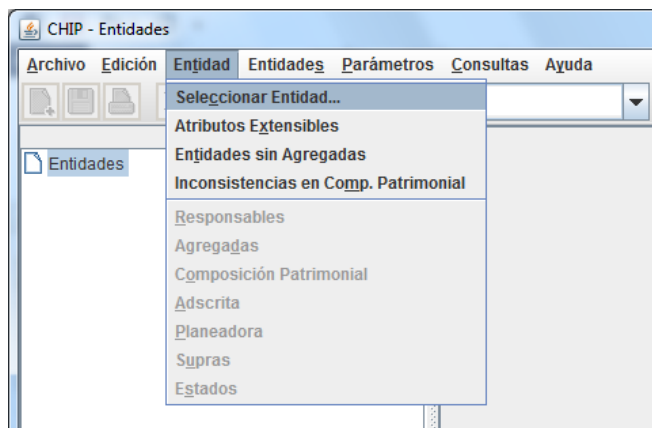 CHIP - Entidades
Archivo Edición Entidad Entidades Parámetros Consultas Ayuda
Seleccionar Entidad...
Atributos Extensibles
Entidades
Entidades sin Agregadas
Inconsistencias en Comp. Patrimonial
Responsables
Agregadas
Composición Patrimonial
Adscrita
Planeadora
Supras
Estados